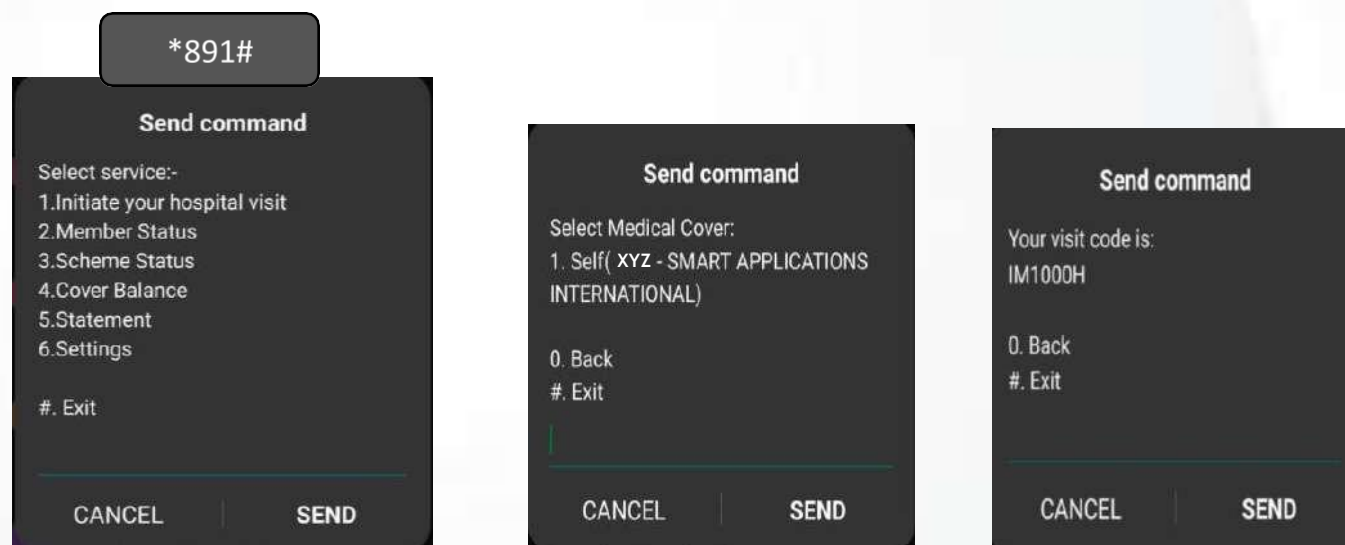 *891#
Send command
Select service:-
1.Initiate your hospital visit
2.Member Status
3.Scheme Status
4.Cover Balance
5.Statement
6.Settings
#. Exit
CANCEL
SEND
Send command
Select Medical Cover:
1. Self( XYZ - SMART APPLICATIONS
INTERNATIONAL)
0. Back
#. Exit
CANCEL
SEND
Send command
Your visit code is:
IM1000H
0. Back
#. Exit
CANCEL
SEND